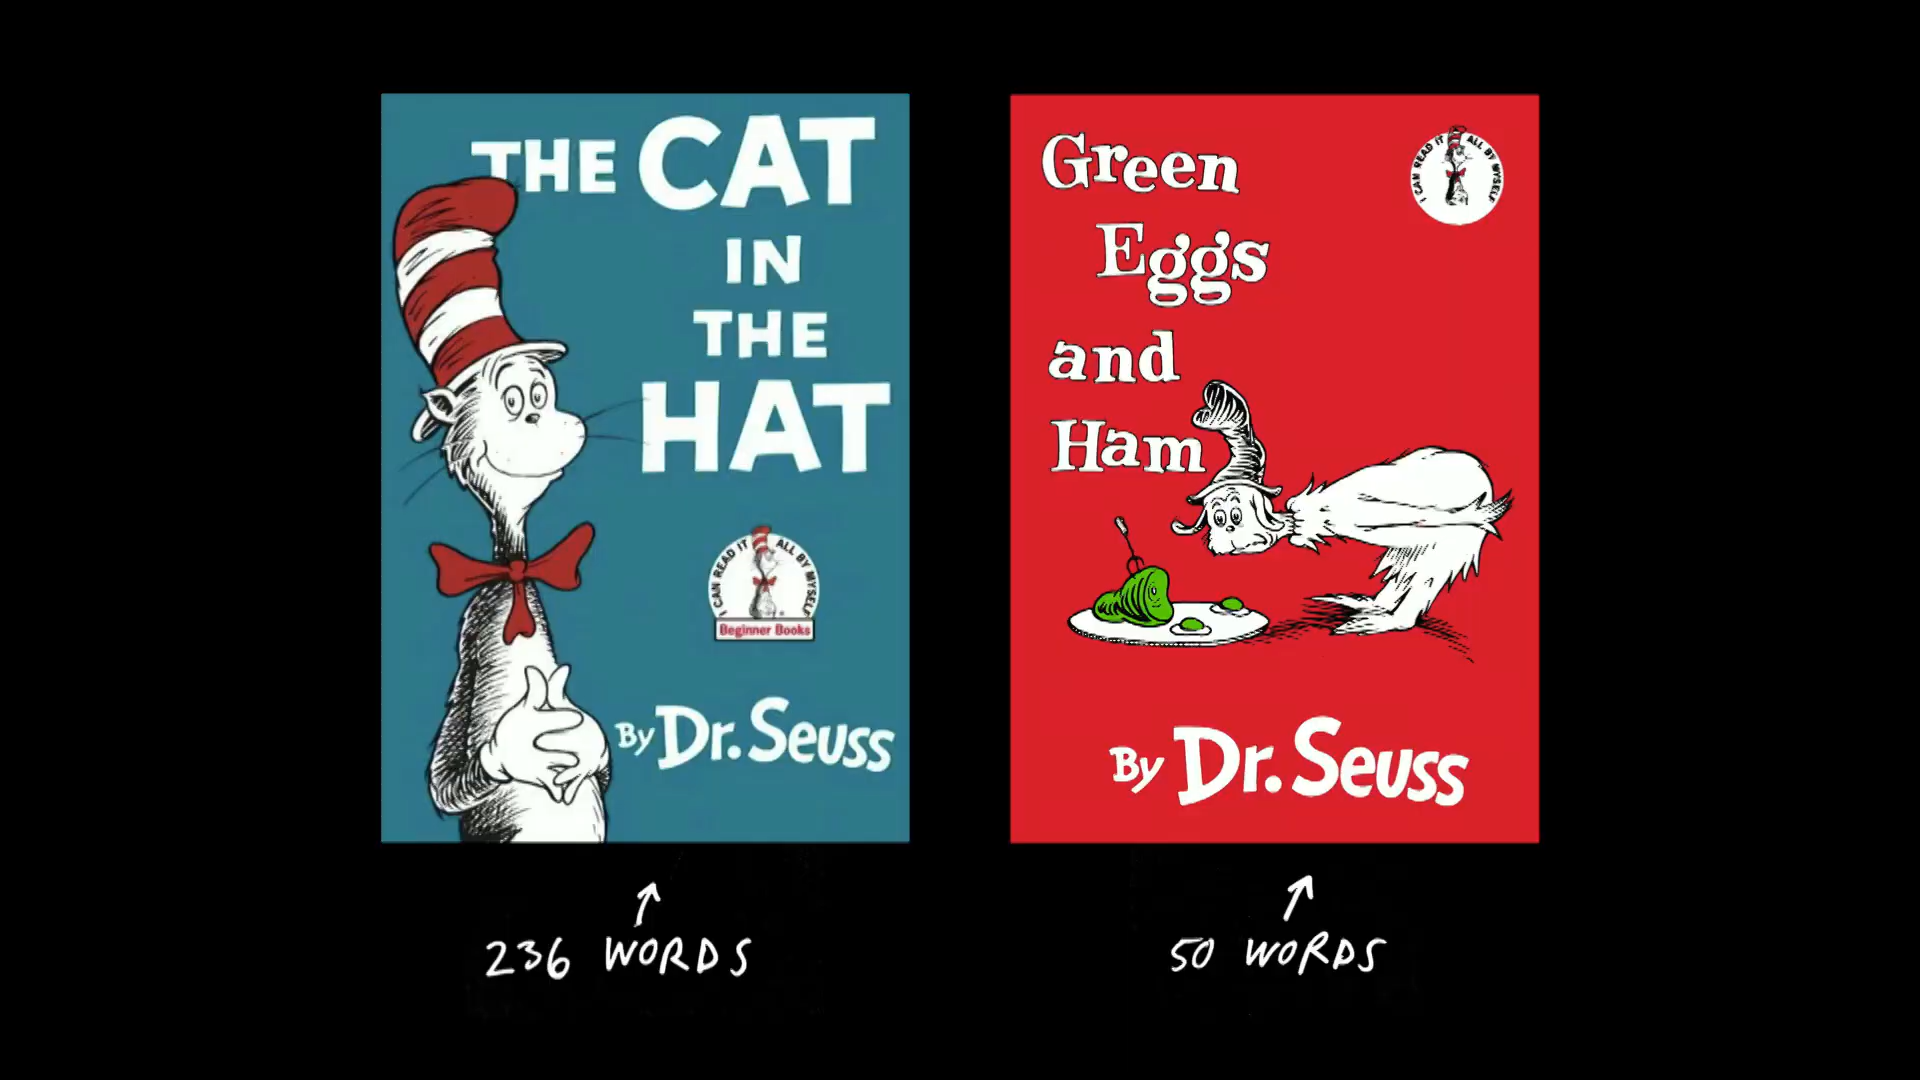 THE CAT
IN
THE
HAT
I CAN READ IT ALL BY MYSELF
Beginner Books
By Dr. Seuss
236 WORDS
Green
Eggs
and
Ham
I CAN READ IT ALL BY MYSELF
By Dr. Seuss
50 WORDS